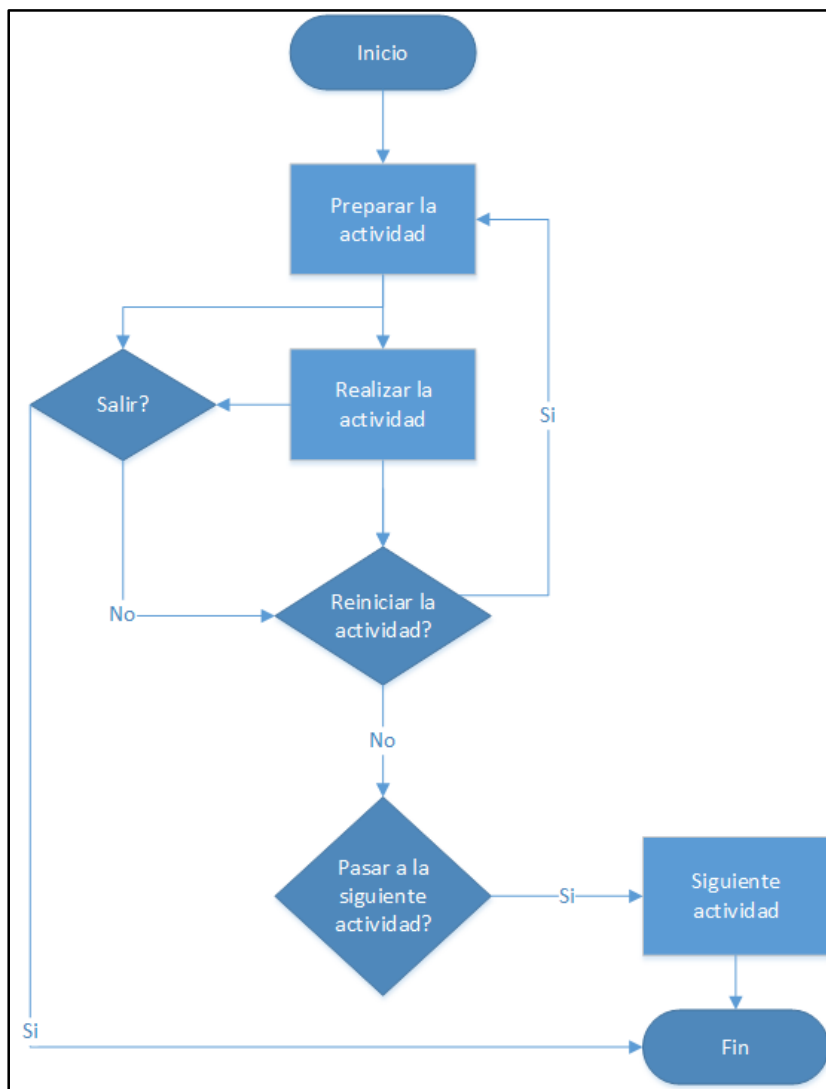 Inicio
Preparar la
actividad
Salir?
Realizar la
actividad
Si
No
Reiniciar la
actividad?
No
Pasar a la
siguiente
actividad?
Si
Siguiente
actividad
Si
Fin